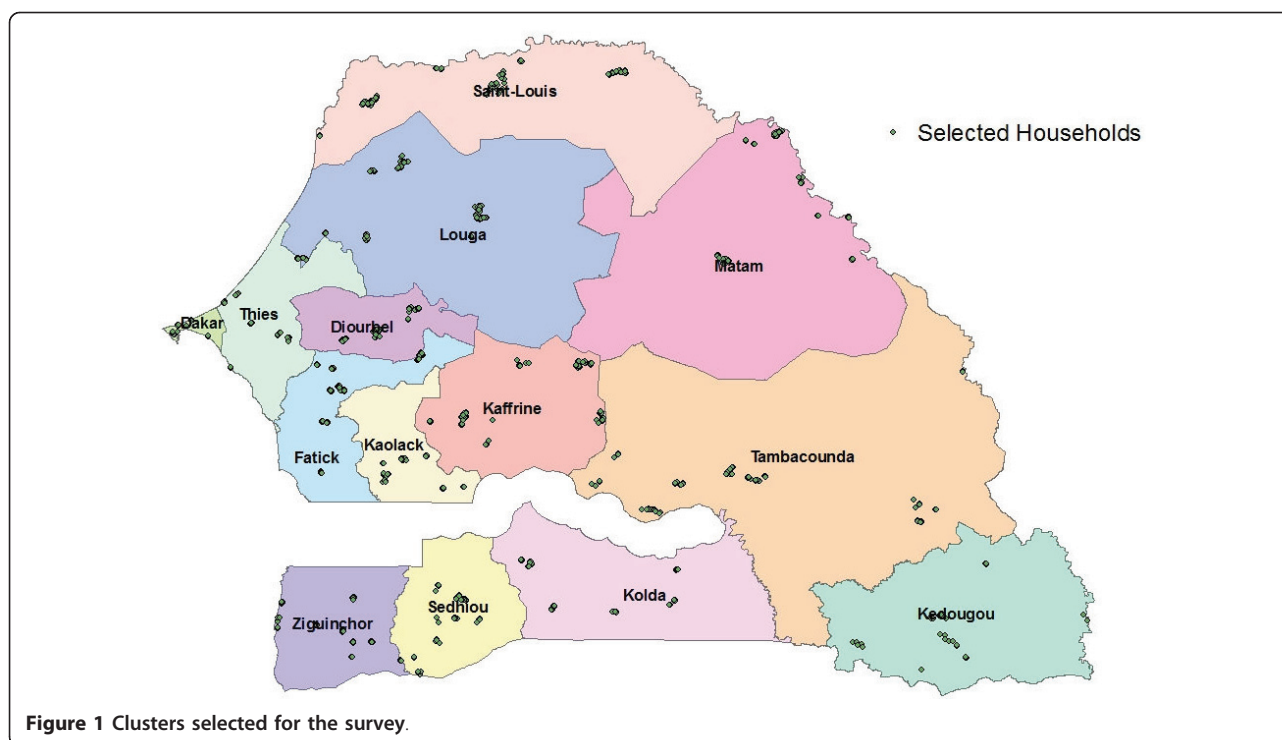 Saint-Louis
Selected Households
Louga
Matam
Thies
Dakar
Diourbel
Kaffrine
Kaolack
Fatick
Tambacounda
Kolda
Sedhiou
Ziguinchor
Kedougou
Figure 1 Clusters selected for the survey.